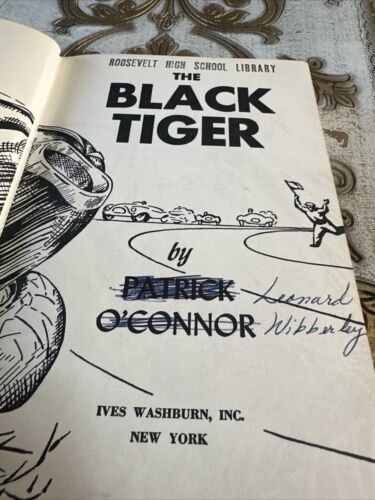 ROOSEVELT HIGH SCHOOL LIBRARY
THE
BLACK
TIGER
by
PATRICK Leonard
O'CONNOR Wibberley
IVES WASHBURN, INC.
NEW YORK